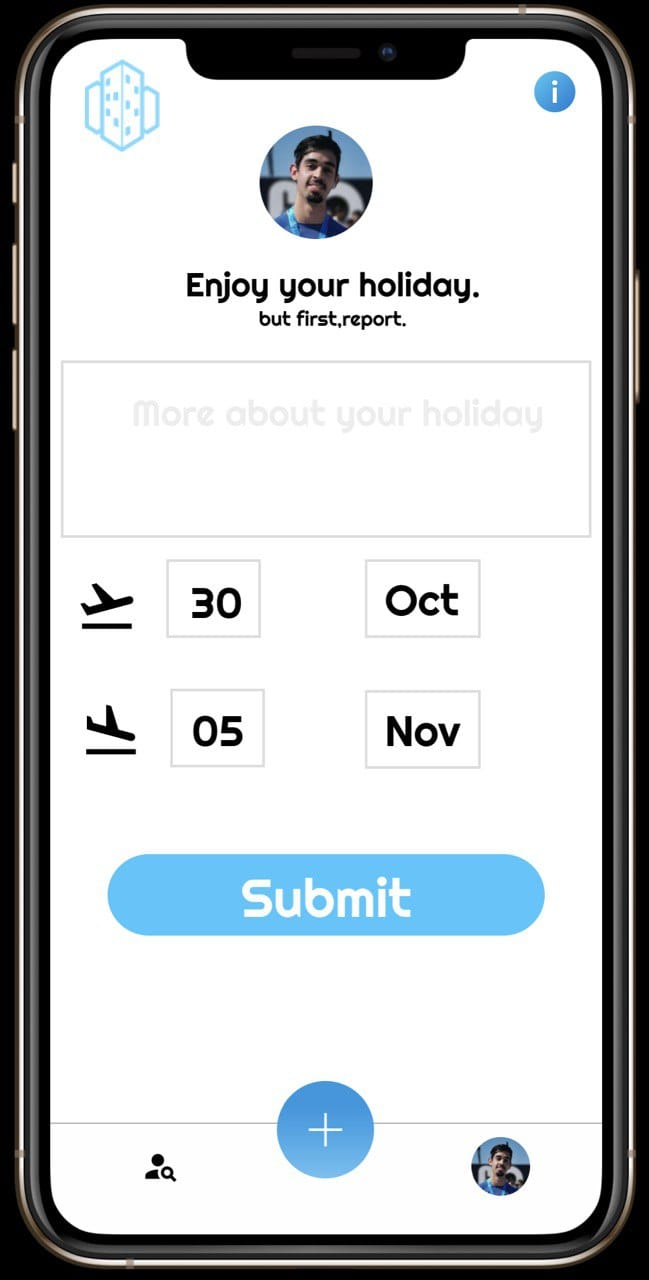 i
Enjoy your holiday.
but first,report.
More about your holiday
30 Oct
05 Nov
Submit